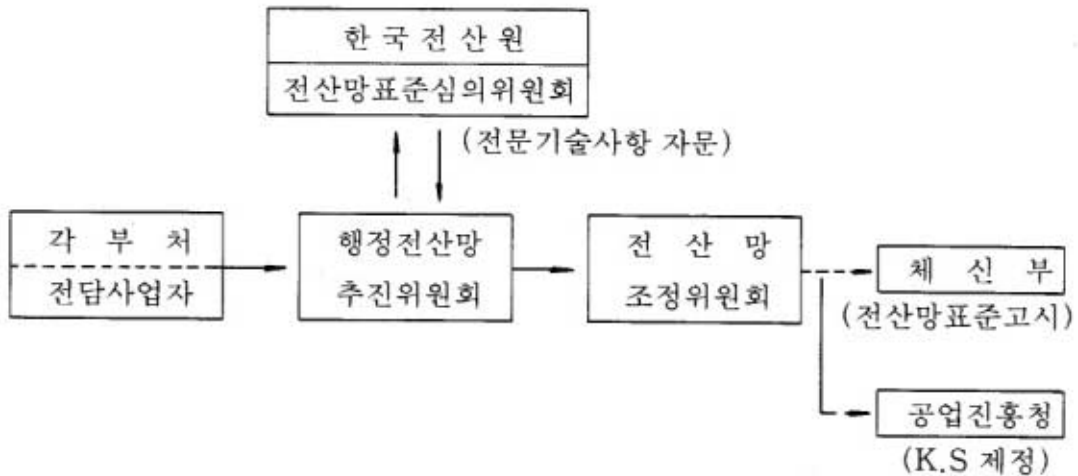 한 국 전 산 원
전산망표준심의위원회
(전문기술사항 자문)
각 부 처
전담사업자
행정전산망
추진위원회
전 산 망
조정위원회
체 신 부
(전산망표준고시)
공업진흥청
(K.S 제정)